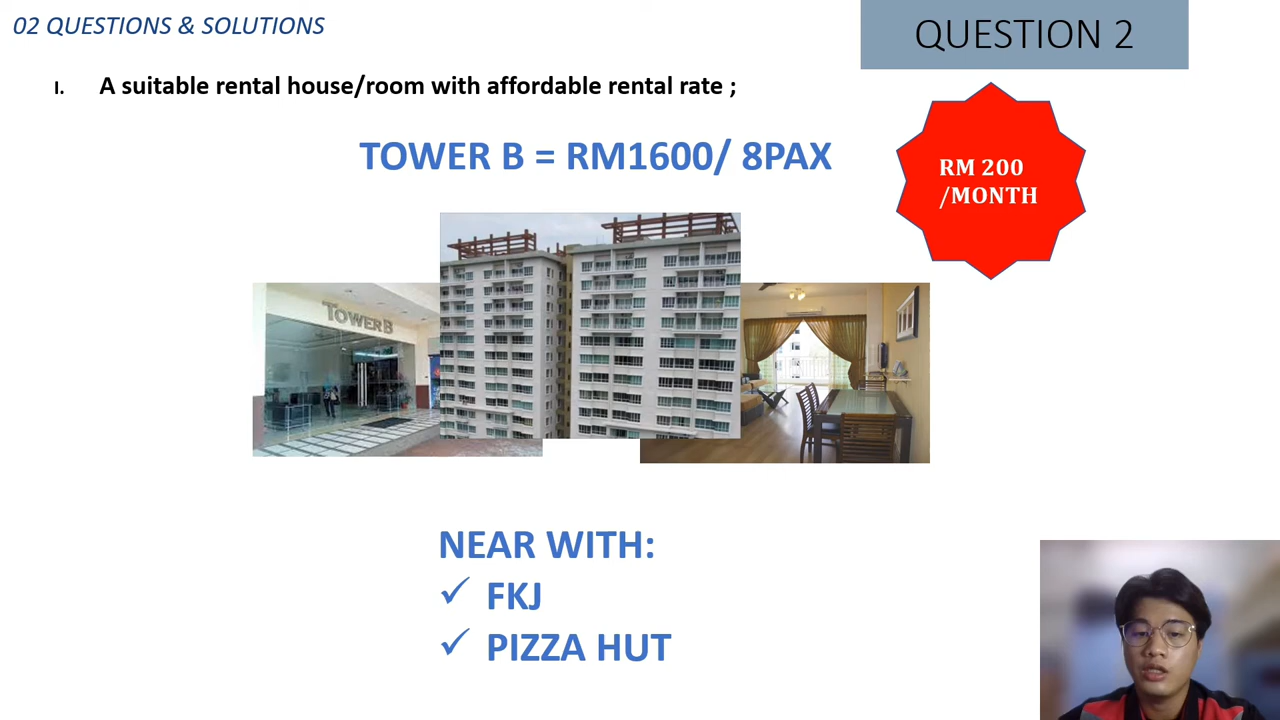 02 QUESTIONS & SOLUTIONS
QUESTION 2
I. A suitable rental house/room with affordable rental rate ;
TOWER B = RM1600/ 8PAX
RM 200
/MONTH
TOWER B
NEAR WITH:
✓ FKJ
✓ PIZZA HUT